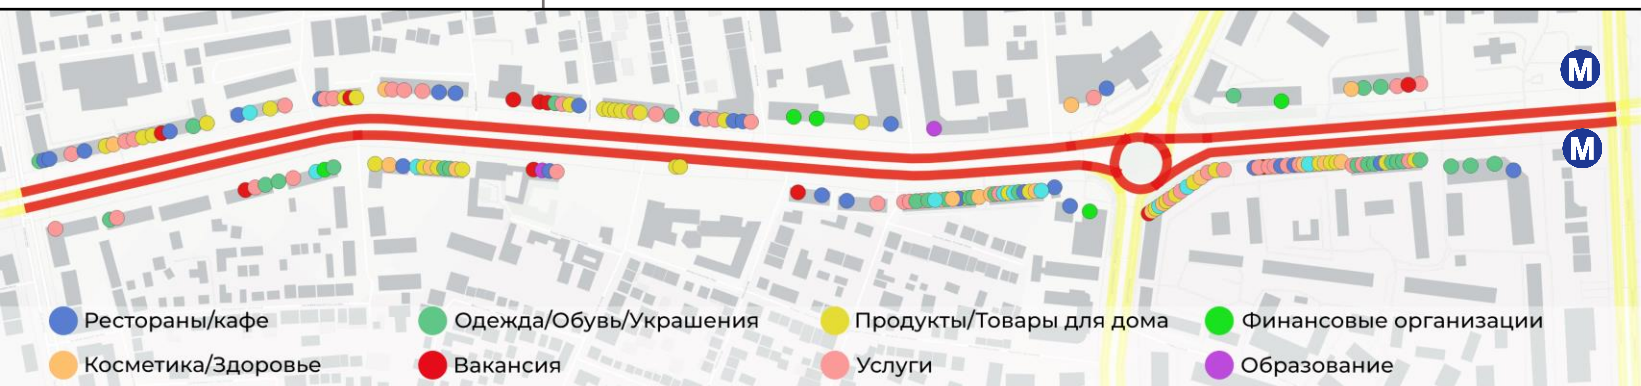 М
М
Рестораны/кафе
Одежда/Обувь/Украшения
Продукты/Товары для дома
Финансовые организации
Косметика/Здоровье
Вакансия
Услуги
Образование